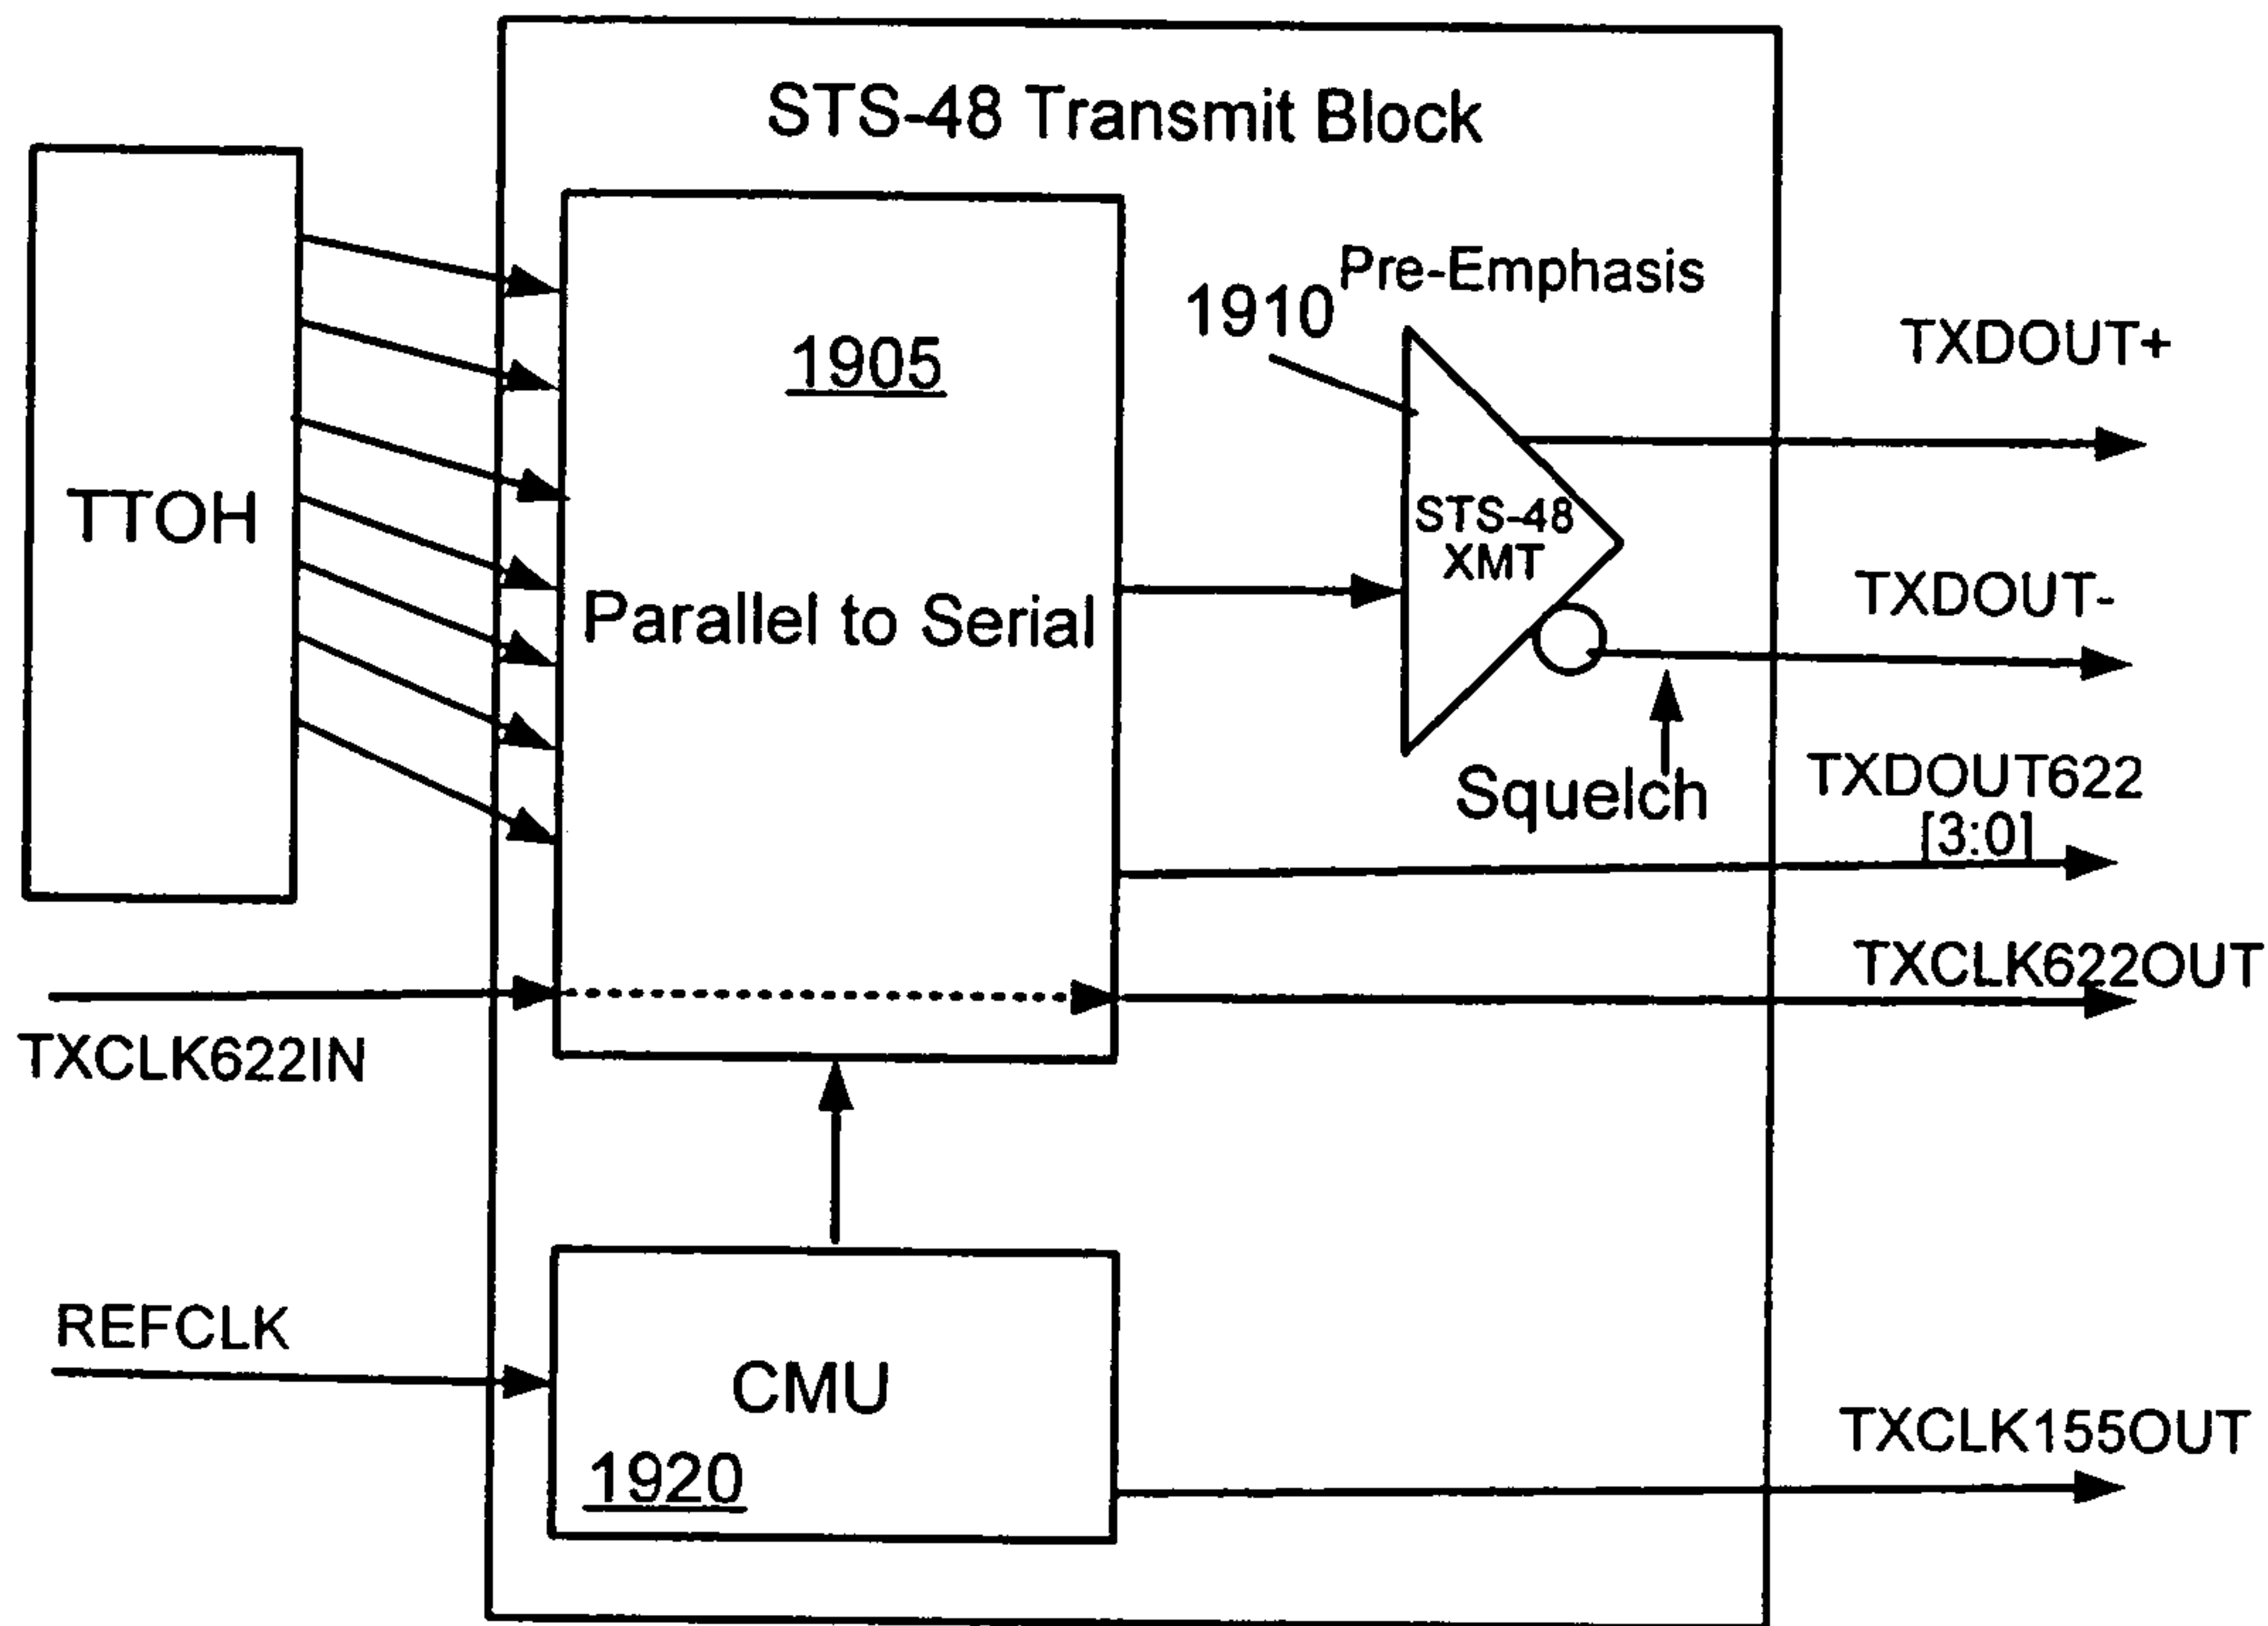 STS-48 Transmit Block
Pre-Emphasis
1910
1905
TXDOUT+
TTOH
STS-48
XMT
Parallel to Serial
TXDOUT-
Squelch
TXDOUT622
[3:0]
TXCLK622OUT
TXCLK622IN
REFCLK
CMU
1920
TXCLK155OUT